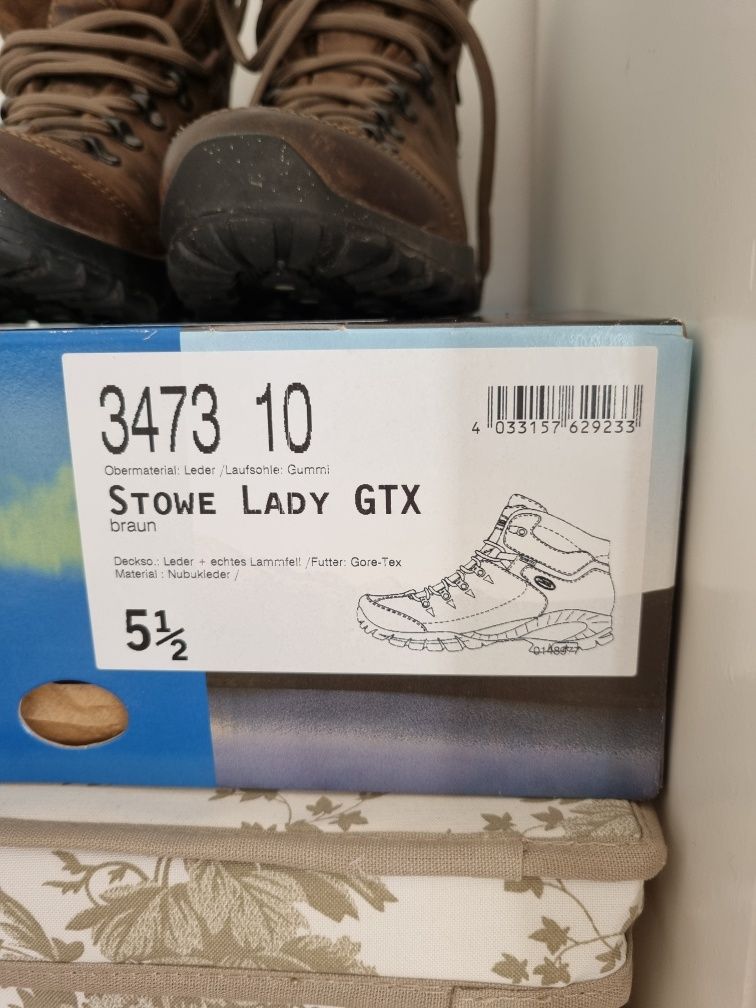 3473 10
4 033157 629233
Obermaterial: Leder /Laufsohle: Gummi
STOWE LADY GTX
braun
Deckso.: Leder + echtes Lammfell /Futter: Gore-Tex
Material : Nubukleder /
5½